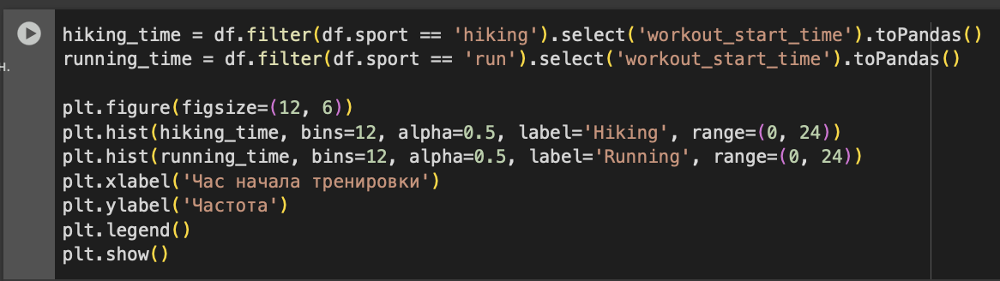 hiking_time = df.filter(df.sport == 'hiking').select('workout_start_time').toPandas()
running_time = df.filter(df.sport == 'run').select('workout_start_time').toPandas()
н.
plt.figure(figsize=(12, 6))
plt.hist(hiking_time, bins=12, alpha=0.5, label='Hiking', range=(0, 24))
plt.hist(running_time, bins=12, alpha=0.5, label='Running', range=(0, 24))
plt.xlabel('Час начала тренировки')
plt.ylabel('Частота')
plt.legend()
plt.show()